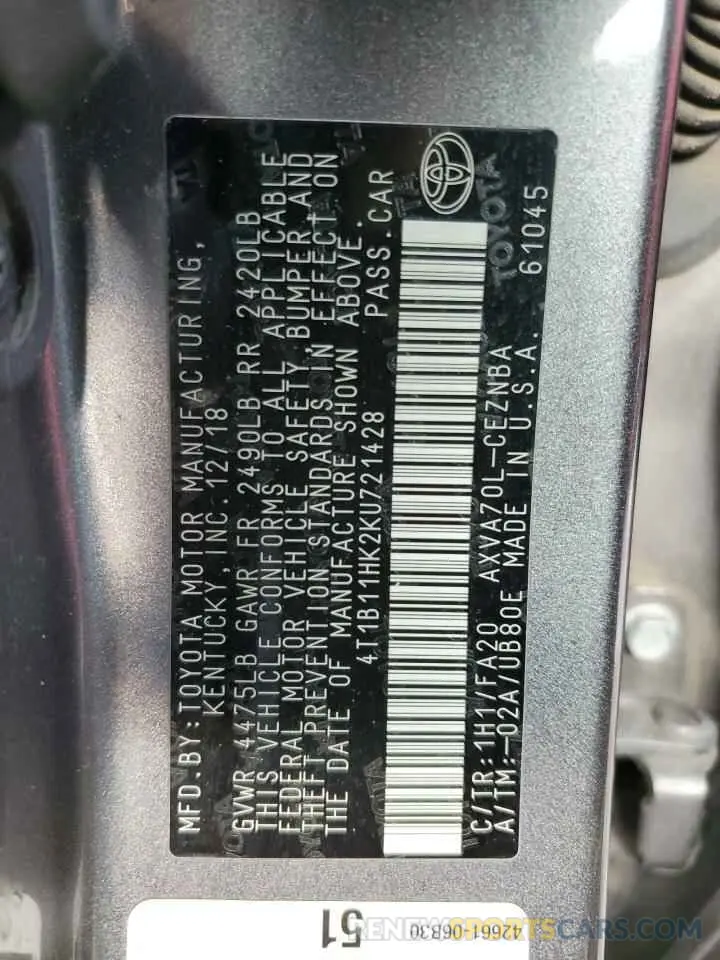 MFD.BY:TOYOTA MOTOR MANUFACTURING,
KENTUCKY, INC. 12/18
GVWR 4475LB GAWR FR 2490LB RR 2420LB
THIS VEHICLE CONFORMS TO ALL APPLICABLE
FEDERAL MOTOR VEHICLE SAFETY, BUMPER, AND
THEFT PREVENTION STANDARDS IN EFFECT ON
THE DATE OF MANUFACTURE SHOWN ABOVE.
4T1B11HK2KU721428 PASS.CAR
TOYOTA
C/TR:1H1/FA20 AXVA70L-CEZNBA
A/TM:-02A/UB80E MADE IN U.S.A. 61045
51
42661-06B30
RENEWSPORTSCARS.COM